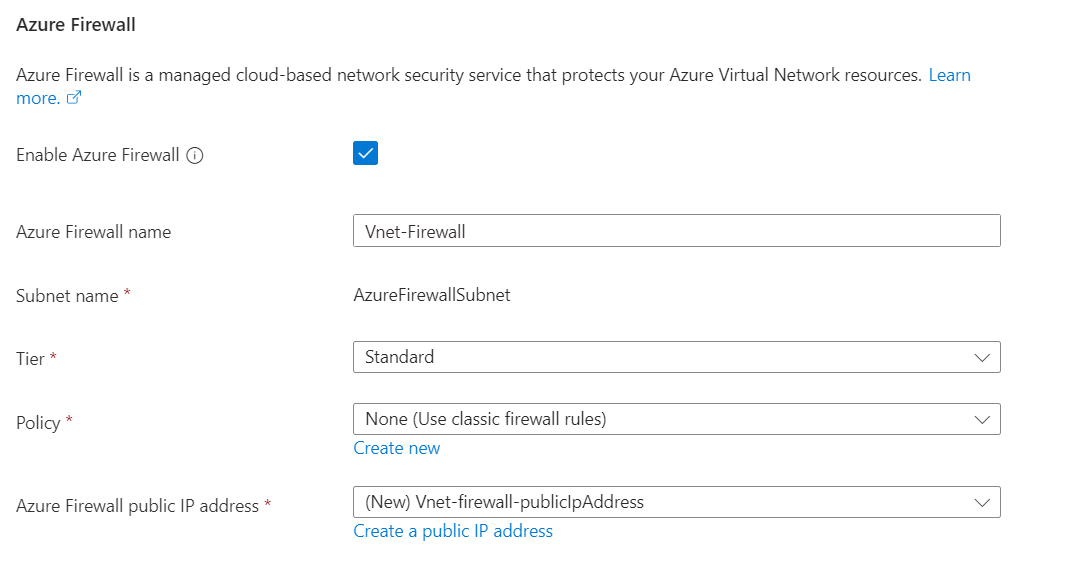 Azure Firewall
Azure Firewall is a managed cloud-based network security service that protects your Azure Virtual Network resources. Learn
more.
Enable Azure Firewall
Azure Firewall name
Vnet-Firewall
Subnet name *
AzureFirewallSubnet
Tier *
Standard
Policy *
None (Use classic firewall rules)
Create new
Azure Firewall public IP address *
(New) Vnet-firewall-publicIpAddress
Create a public IP address